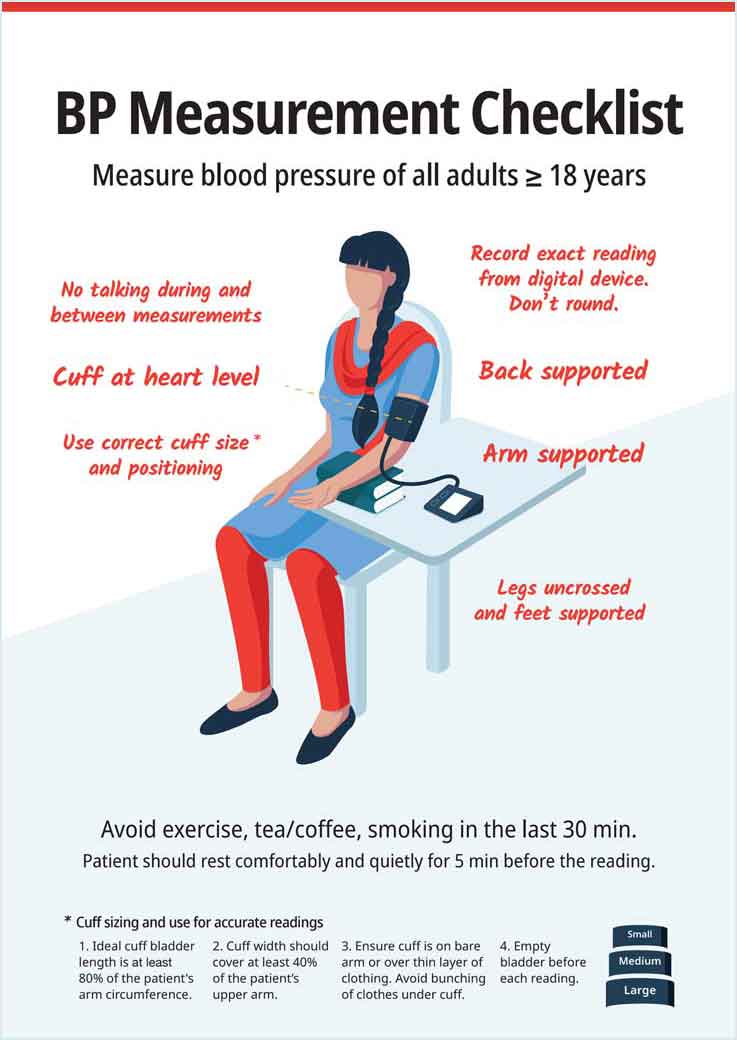 BP Measurement Checklist
Measure blood pressure of all adults ≥ 18 years
No talking during and
between measurements
Cuff at heart level
Use correct cuff size*
and positioning
Record exact reading
from digital device.
Don't round.
Back supported
Arm supported
Legs uncrossed
and feet supported
Avoid exercise, tea/coffee, smoking in the last 30 min.
Patient should rest comfortably and quietly for 5 min before the reading.
* Cuff sizing and use for accurate readings
1. Ideal cuff bladder
length is at least
80% of the patient's
arm circumference.
2. Cuff width should
cover at least 40%
of the patient's
upper arm.
3. Ensure cuff is on bare
arm or over thin layer of
clothing. Avoid bunching
of clothes under cuff.
4. Empty
bladder before
each reading.
Small
Medium
Large